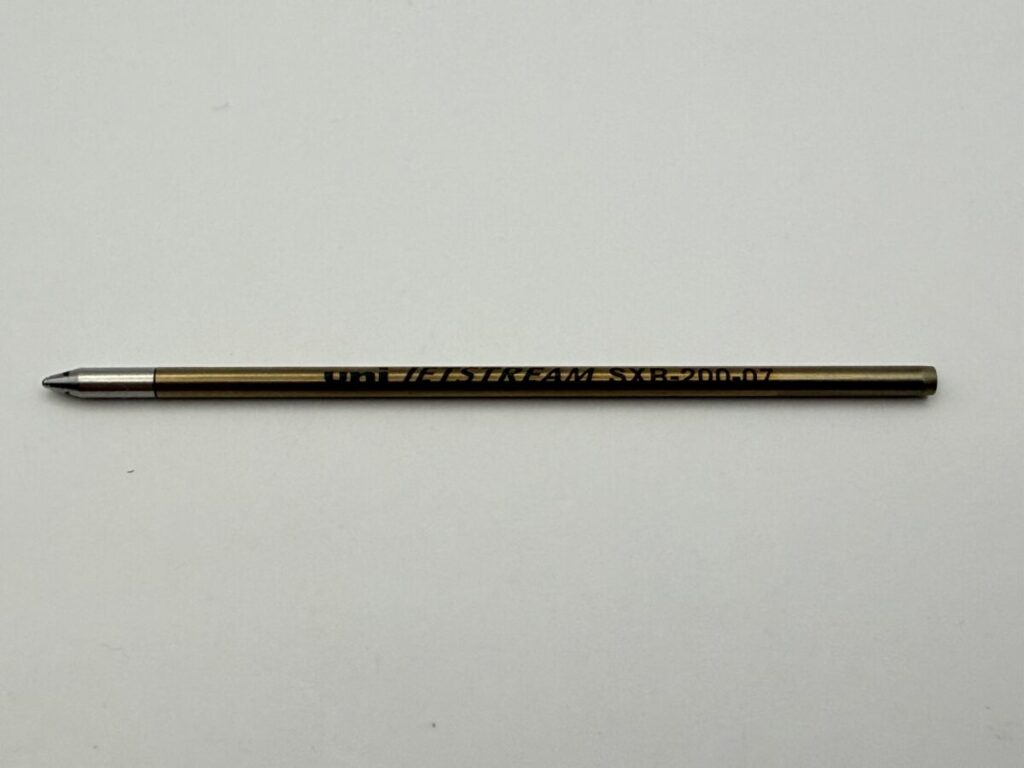 uni JETSTREAM SXR-200-07